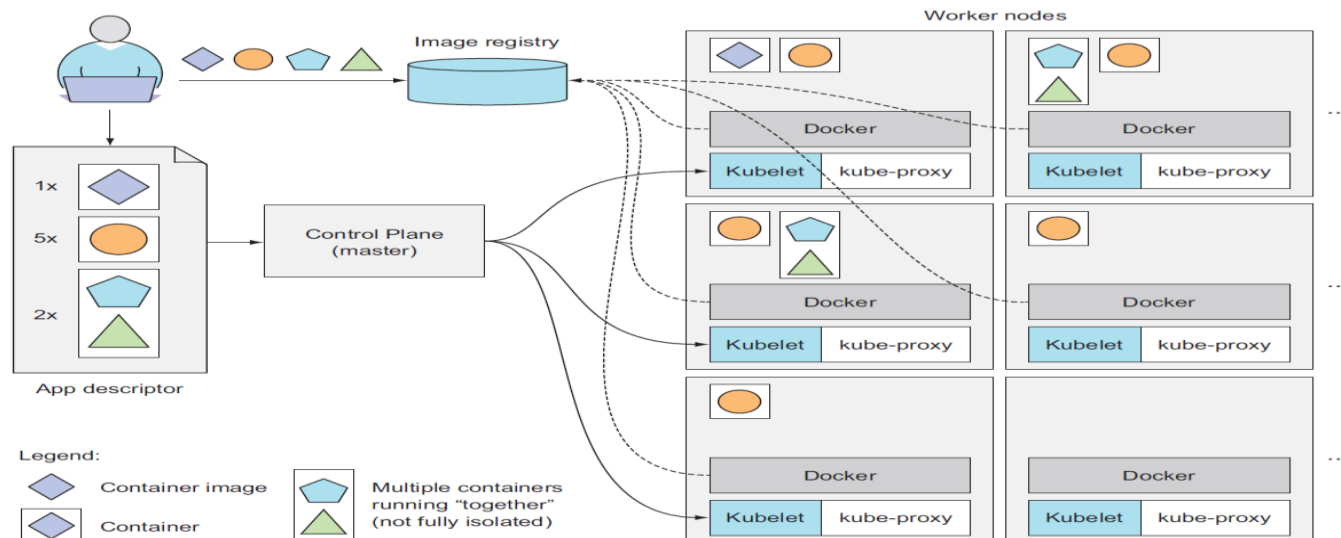 Worker nodes
Image registry
Docker
Docker
Kubelet kube-proxy
Kubelet kube-proxy
...
1x
5x
2x
App descriptor
Control Plane
(master)
Docker
Docker
Kubelet kube-proxy
Kubelet kube-proxy
...
Docker
Docker
Kubelet kube-proxy
Kubelet kube-proxy
...
Legend:
Container image
Container
Multiple containers
running “together”
(not fully isolated)